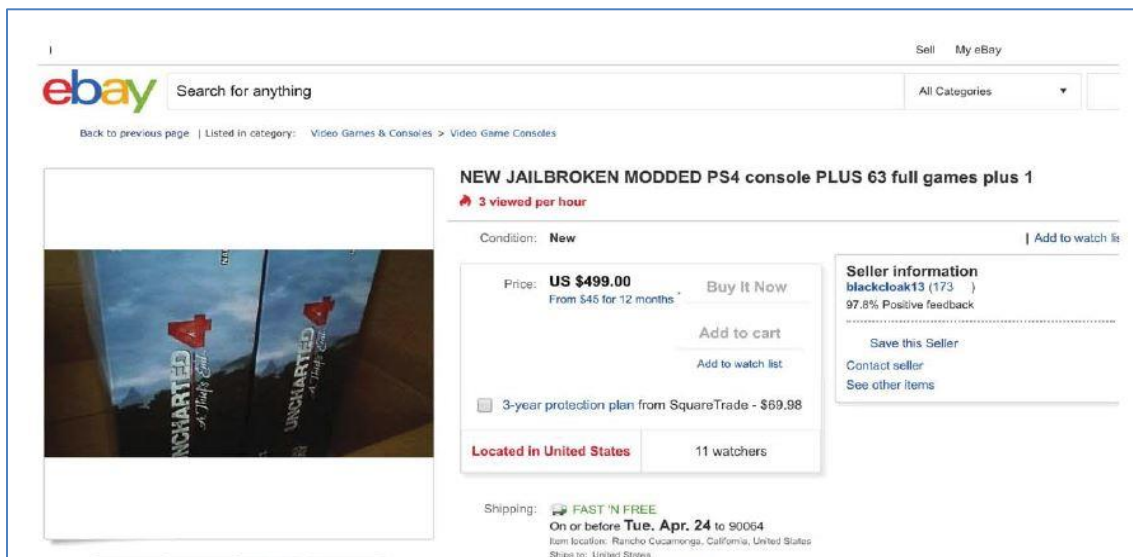 Sell My eBay
ebay Search for anything All Categories
Back to previous page | Listed in category: Video Games & Consoles > Video Game Consoles
NEW JAILBROKEN MODDED PS4 console PLUS 63 full games plus 1
3 viewed per hour
Condition: New
| Add to watch lis
Price: US $499.00
From $45 for 12 months
Buy It Now
Add to cart
Add to watch list
3-year protection plan from SquareTrade - $69.98
Located in United States
11 watchers
Seller information
blackcloak13 (173 )
97.8% Positive feedback
Save this Seller
Contact seller
See other items
UNCHARTED 4
A Thief's End
UNCHARTED 4
A Thief's End
Shipping: FAST 'N FREE
On or before Tue. Apr. 24 to 90064
Item location: Rancho Cucamonga, California, United States
Ships to: United States